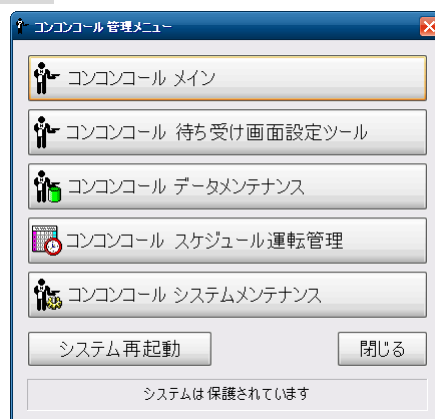 コンコンコール 管理メニュー
コンコンコール メイン
コンコンコール 待ち受け画面設定ツール
コンコンコール データメンテナンス
コンコンコール スケジュール運転管理
コンコンコール システムメンテナンス
システム再起動 閉じる
システムは保護されています